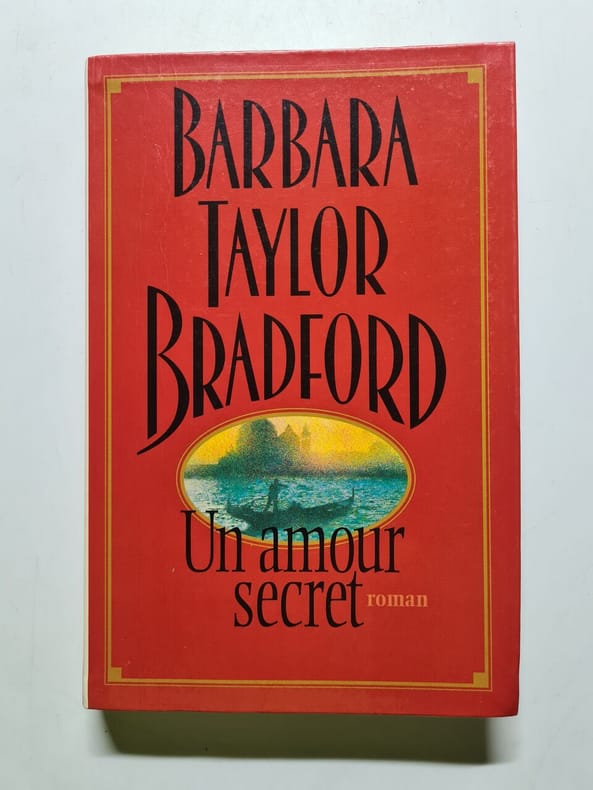 BARBARA
TAYLOR
BRADFORD
Un amour
secret roman